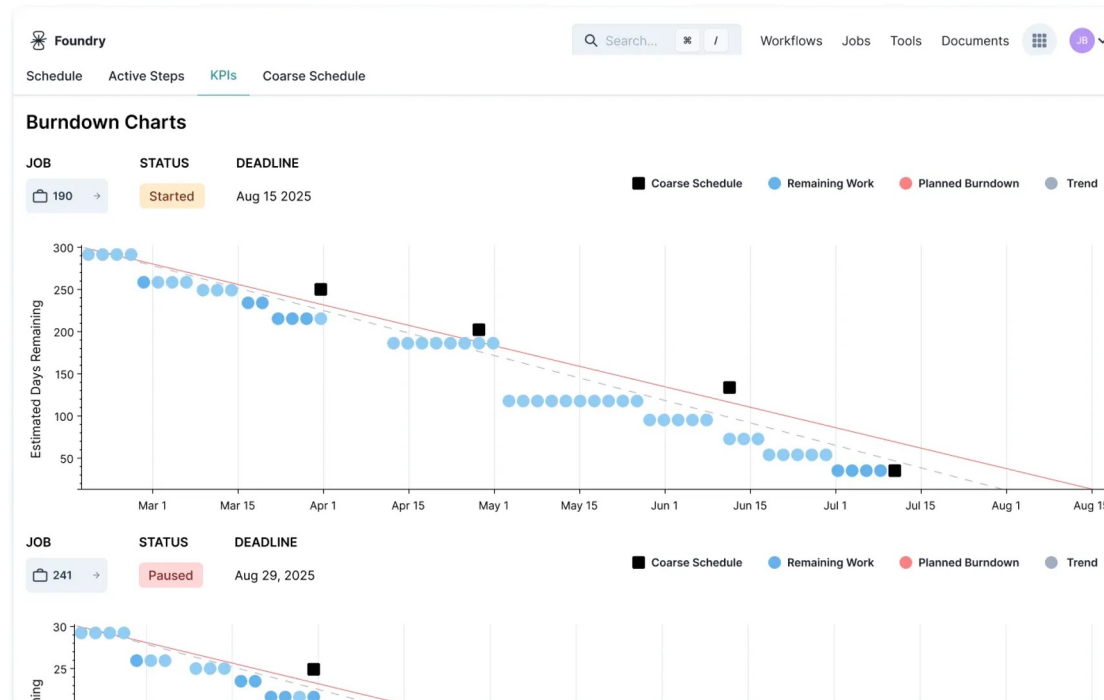 Foundry
Search... ⌘ / Workflows Jobs Tools Documents JB
Schedule Active Steps KPIs Coarse Schedule
Burndown Charts
JOB STATUS DEADLINE
190 Started Aug 15 2025
Coarse Schedule Remaining Work Planned Burndown Trend
Estimated Days Remaining
300
250
200
150
100
50
Mar 1 Mar 15 Apr 1 Apr 15 May 1 May 15 Jun 1 Jun 15 Jul 1 Jul 15 Aug 1 Aug
JOB STATUS DEADLINE
241 Paused Aug 29, 2025
Coarse Schedule Remaining Work Planned Burndown Trend
30
25